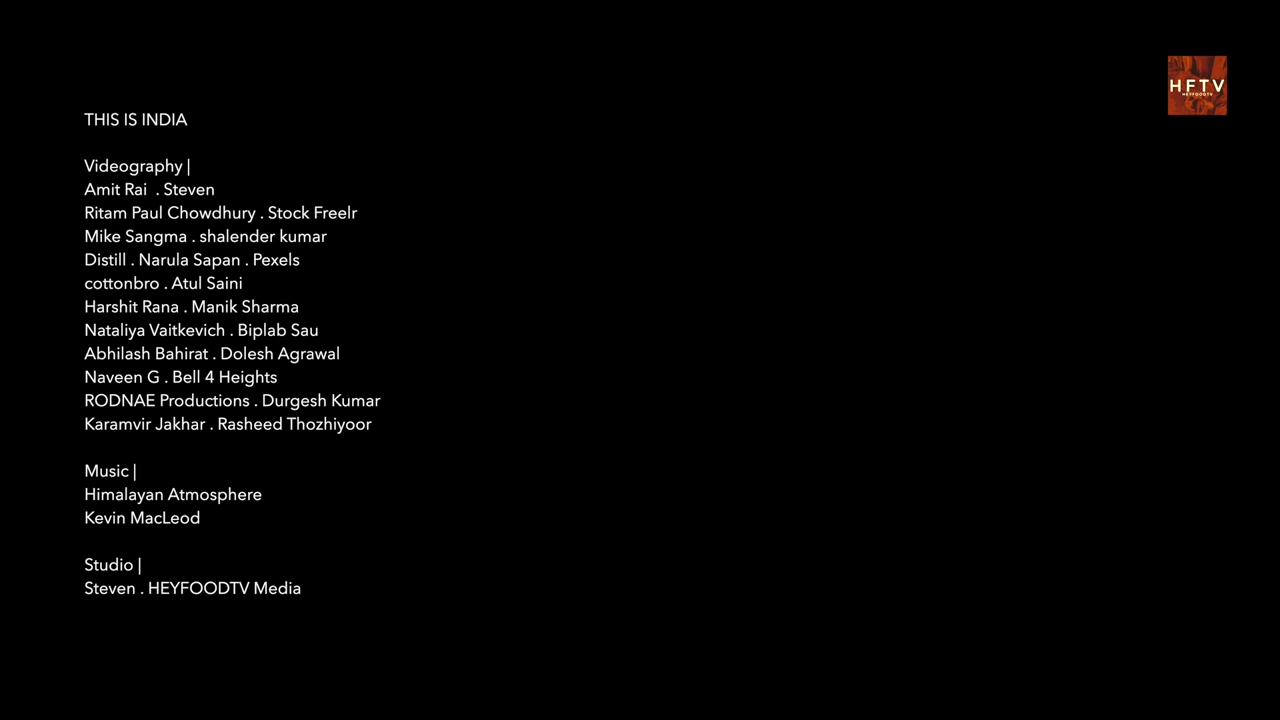 HFTV
HEYFOODTV
THIS IS INDIA
Videography |
Amit Rai  . Steven
Ritam Paul Chowdhury . Stock Freelr
Mike Sangma . shalender kumar
Distill . Narula Sapan . Pexels
cottonbro . Atul Saini
Harshit Rana . Manik Sharma
Nataliya Vaitkevich . Biplab Sau
Abhilash Bahirat . Dolesh Agrawal
Naveen G . Bell 4 Heights
RODNAE Productions . Durgesh Kumar
Karamvir Jakhar . Rasheed Thozhiyoor
Music |
Himalayan Atmosphere
Kevin MacLeod
Studio |
Steven . HEYFOODTV Media